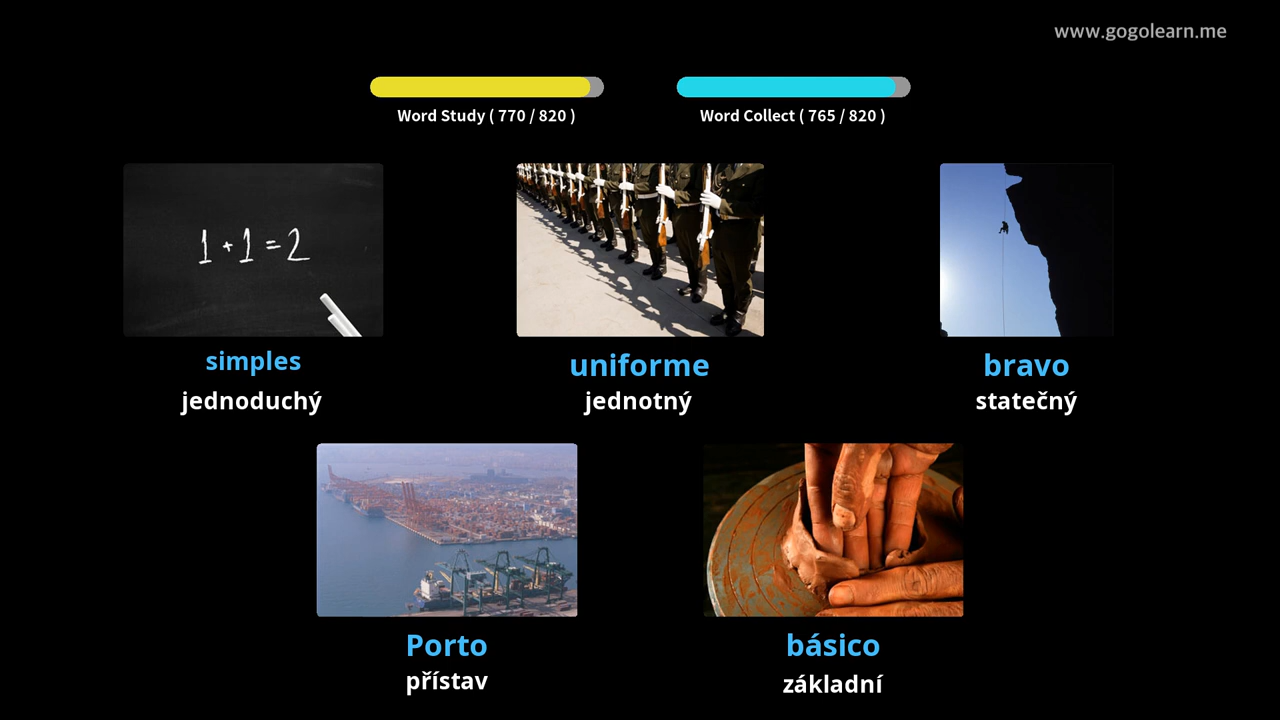 www.gogolearn.me
Word Study ( 770 / 820 )
Word Collect ( 765 / 820 )
1 + 1 = 2
simples
jednoduchý
uniforme
jednotný
bravo
statečný
Porto
přístav
básico
základní